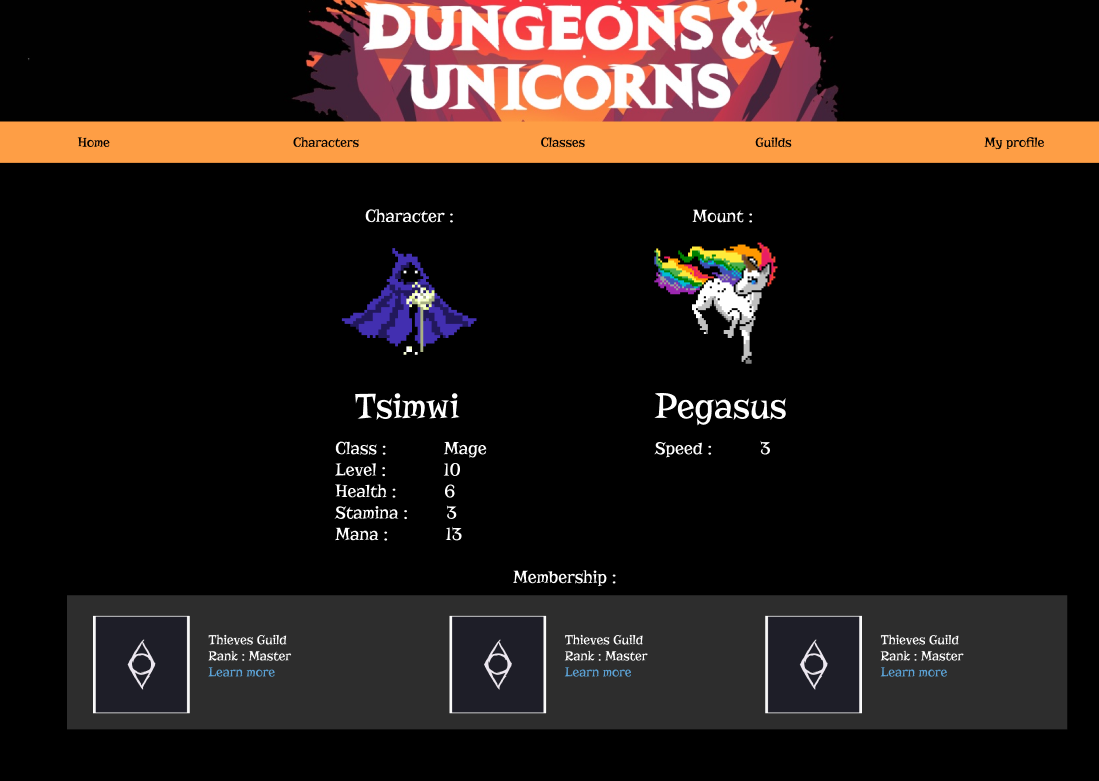 DUNGEONS &
UNICORNS
Home Characters Classes Guilds My profile
Character : Mount :
Tsimwi Pegasus
Class : Mage Speed : 3
Level : 10
Health : 6
Stamina : 3
Mana : 13
Membership :
Thieves Guild Thieves Guild Thieves Guild
Rank : Master Rank : Master Rank : Master
Learn more Learn more Learn more